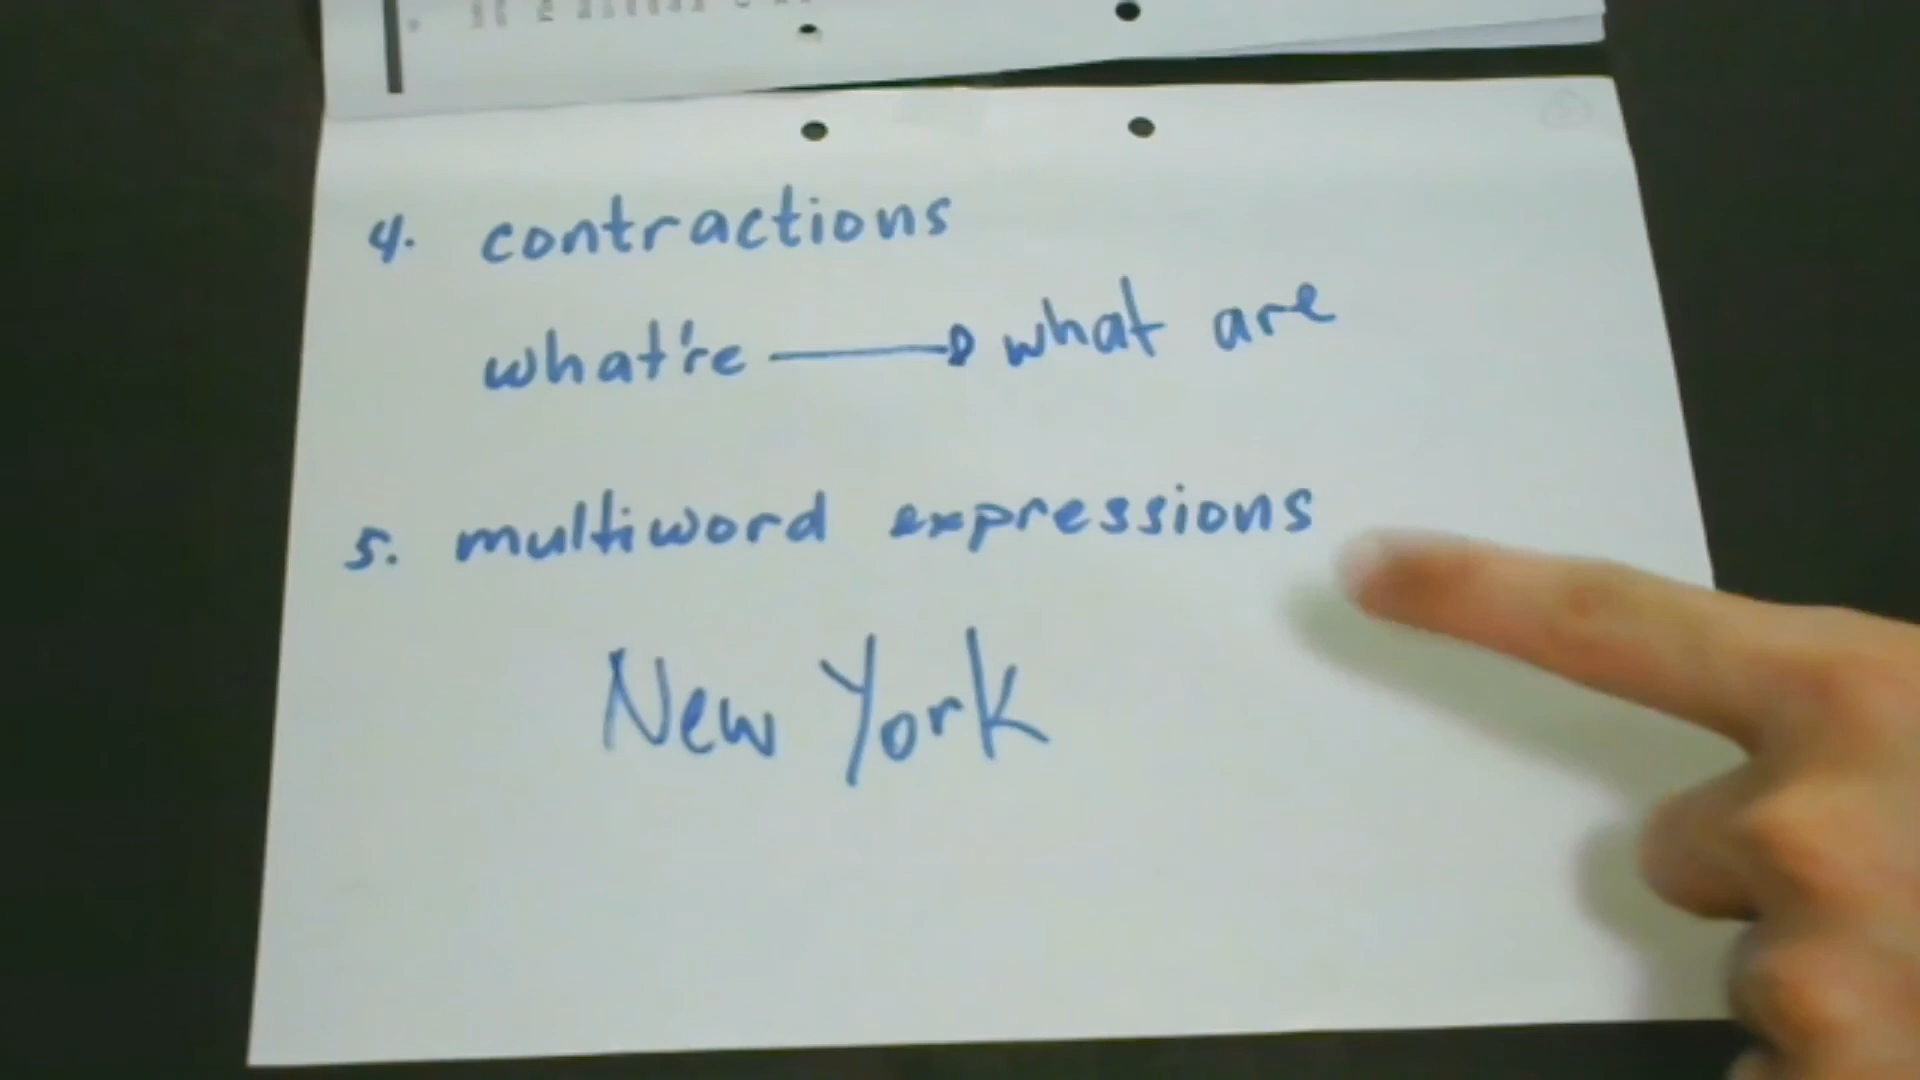 4. contractions
what're → what are
5. multiword expressions
New York